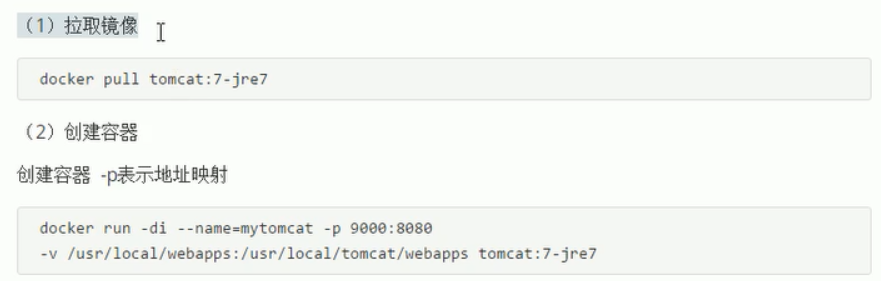 （1）拉取镜像
docker pull tomcat:7-jre7
（2）创建容器
创建容器 -p表示地址映射
docker run -di --name=mytomcat -p 9000:8080
-v /usr/local/webapps:/usr/local/tomcat/webapps tomcat:7-jre7